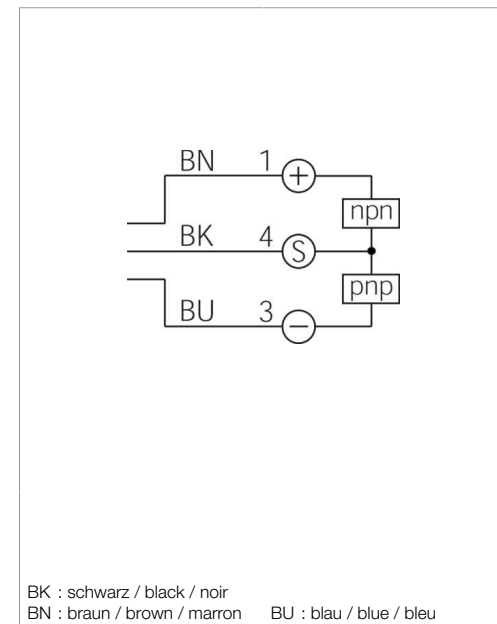 BN 1 +
npn
BK 4 S
pnp
BU 3 −
BK : schwarz / black / noir
BN : braun / brown / marron BU : blau / blue / bleu